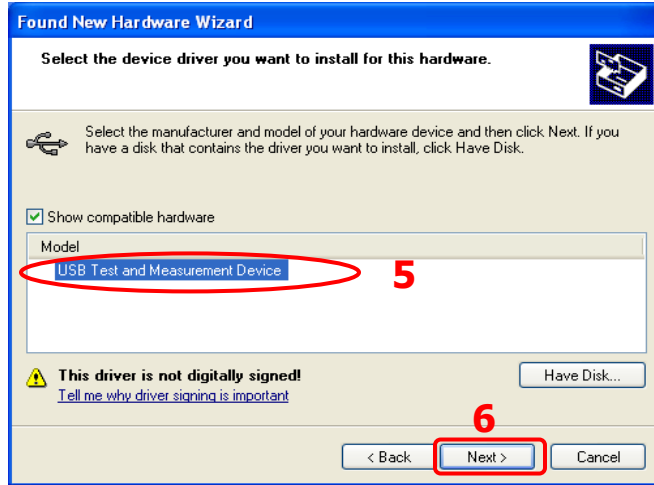 Found New Hardware Wizard
Select the device driver you want to install for this hardware.
Select the manufacturer and model of your hardware device and then click Next. If you
have a disk that contains the driver you want to install, click Have Disk.
Show compatible hardware
Model
USB Test and Measurement Device
5
This driver is not digitally signed!
Have Disk...
Tell me why driver signing is important
6
< Back
Next >
Cancel